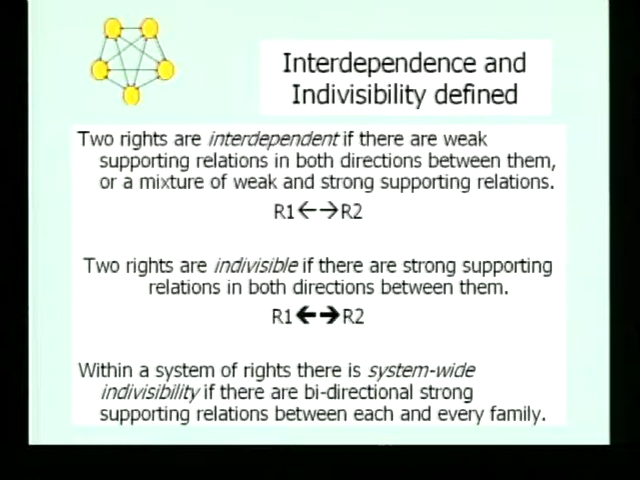 Interdependence and
Indivisibility defined
Two rights are interdependent if there are weak
supporting relations in both directions between them,
or a mixture of weak and strong supporting relations.
R1←→R2
Two rights are indivisible if there are strong supporting
relations in both directions between them.
R1🡸🡺R2
Within a system of rights there is system-wide
indivisibility if there are bi-directional strong
supporting relations between each and every family.